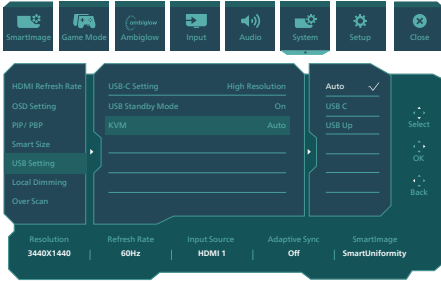 ambiglow
SmartImage Game Mode Ambiglow Input Audio System Setup Close
HDMI Refresh Rate USB-C Setting High Resolution Auto
OSD Setting USB Standby Mode On USB C
PIP/ PBP KVM Auto USB Up
Select
Smart Size
OK
USB Setting
Local Dimming
Back
Over Scan
Resolution Refresh Rate Input Source Adaptive Sync SmartImage
3440X1440 | 60Hz | HDMI 1 | Off | SmartUniformity